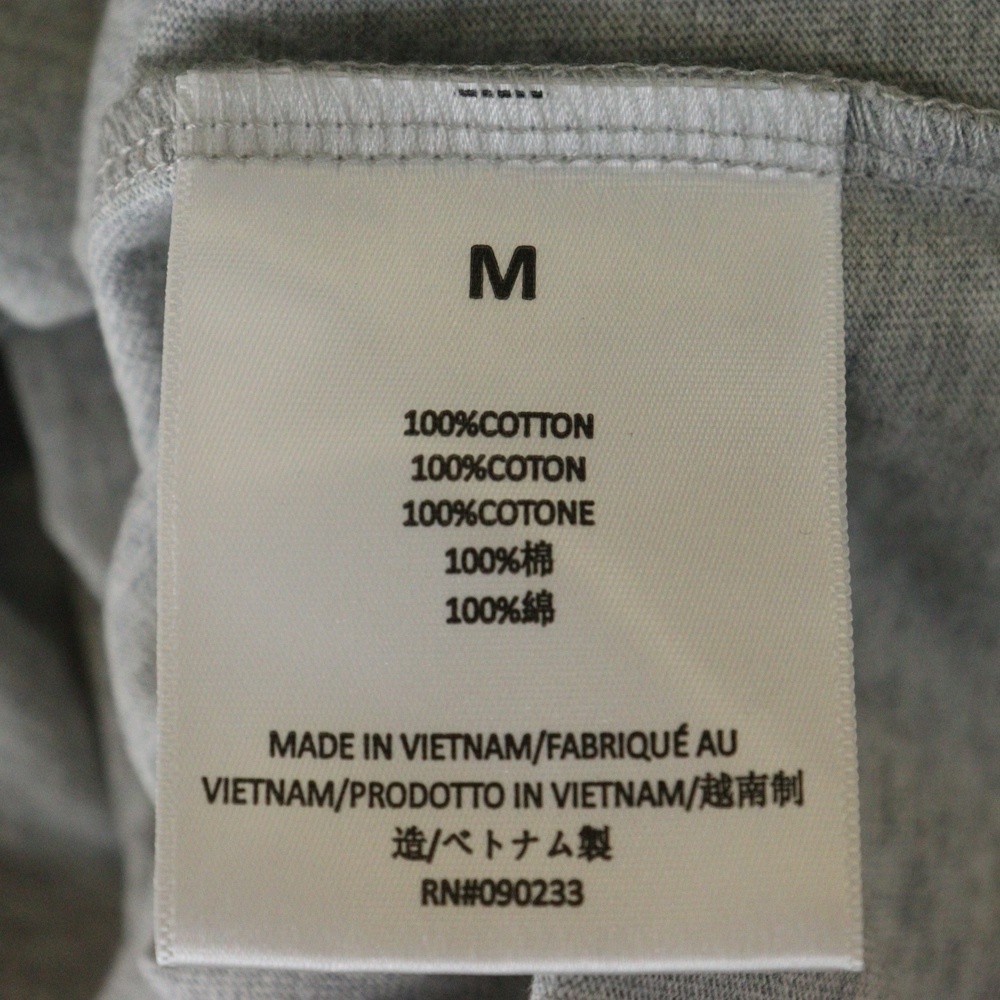 M
100%COTTON
100%COTON
100%COTONE
100%棉
100%綿
MADE IN VIETNAM/FABRIQUÉ AU
VIETNAM/PRODOTTO IN VIETNAM/越南制
造/ベトナム製
RN#090233